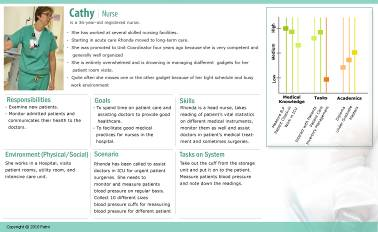 Cathy | Nurse
is a 36-year-old registered nurse.
- She worked at several skilled nursing facilities.
- Starting in acute care Rhonda moved to long-term care.
- She was promoted to Unit Coordinator four years ago because she is very competent and
generally well organized
- She is entirely overwhelmed and is drowning in managing different gadgets for her
patient room visits.
- Quite often she misses one or the other gadget because of her tight schedule and busy
work environment
High
Medium
Low
Medical
Knowledge
Tasks
Academics
Responsibilities
- Examine new patients.
- Monitor admitted patients and
communicates their health to the
doctors.
Goals
- To spend time on patient care and
assisting doctors to provide good
healthcare.
- To facilitate good medical
practices for nurses in the
hospital.
Skills
Rhonda is a head nurse, takes
reading of patient's vital statistics
on different medical instruments,
monitor them as well and assist
doctors in patient's medical treat-
ment and sometimes surgeries.
Environment (Physical/Social)
She works in a Hospital, visits
patient rooms, utility room, and
intensive care unit.
Scenario
Rhonda has been called to assist
doctors in ICU for urgent patient
surgeries. She needs to
monitor and measure patients
blood pressure on regular basis.
Collect 10 different sizes
blood pressure cuffs for measuring
blood pressure for different patient
Tasks on System
Take out the cuff from the storage
unit and put it on to the patient.
Measure patients blood pressure
and note down the readings.